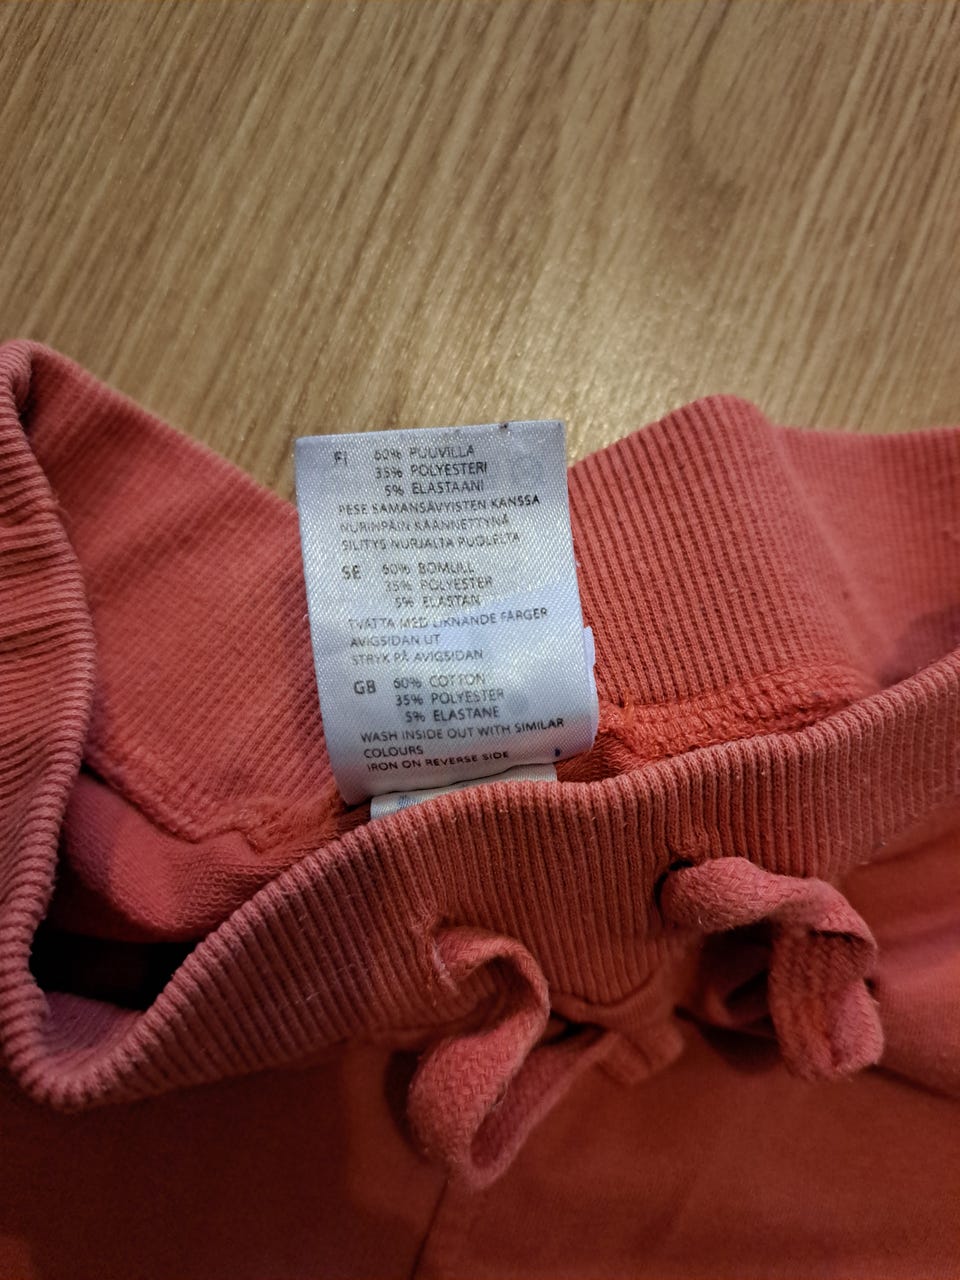 FI 60% PUUVILLA
35% POLYESTERI
5% ELASTAANI
PESE SAMANSÄVYISTEN KANSSA
NURINPÄIN KÄÄNNETTYNÄ
SILITYS NURJALTA PUOLELTA
SE 60% BOMULL
35% POLYESTER
5% ELASTAN
TVÄTTA MED LIKNANDE FÄRGER
AVIGSIDAN UT
STRYK PÅ AVIGSIDAN
GB 60% COTTON
35% POLYESTER
5% ELASTANE
WASH INSIDE OUT WITH SIMILAR
COLOURS
IRON ON REVERSE SIDE